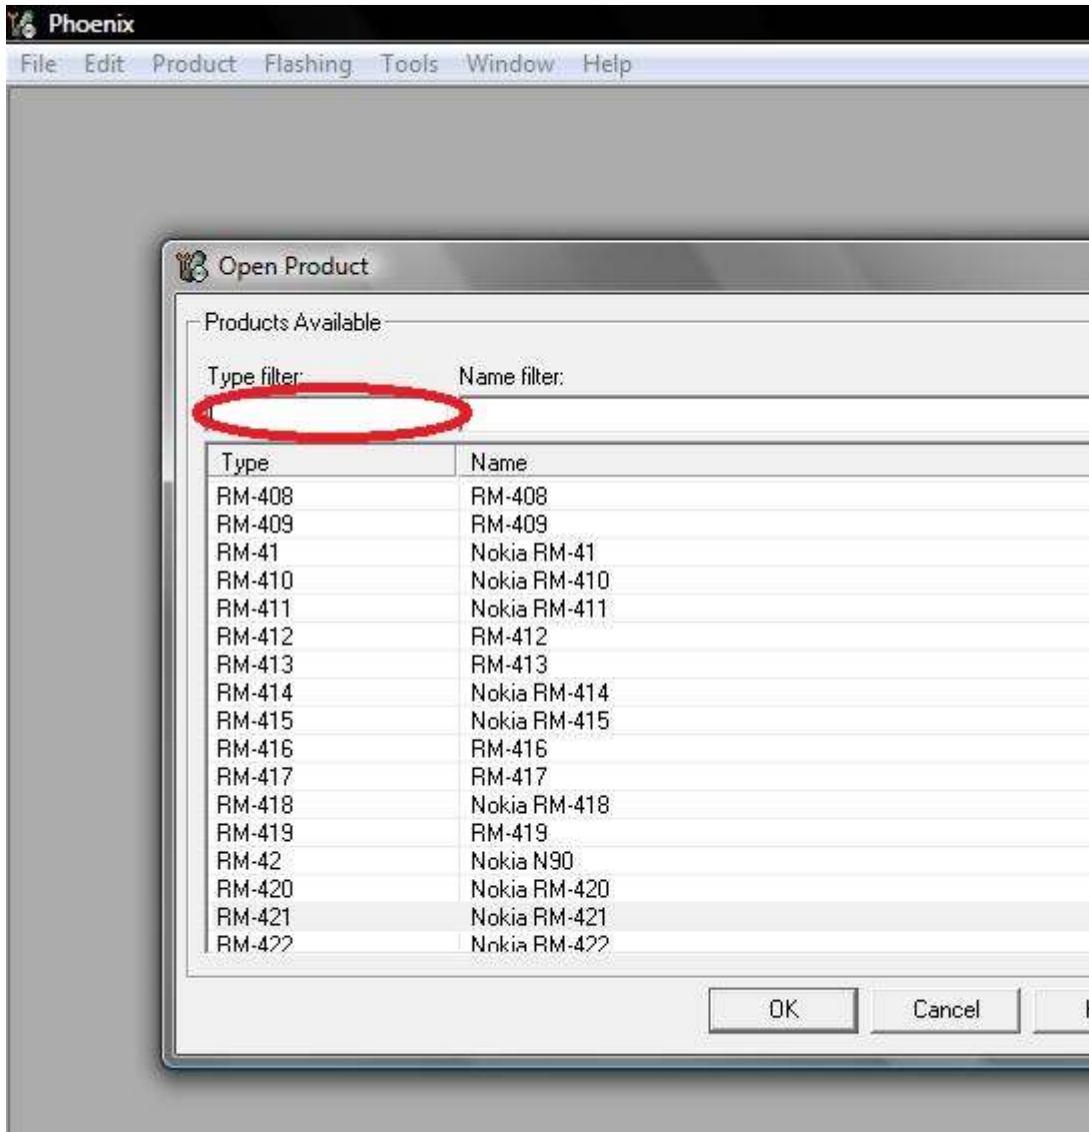 Phoenix
File Edit Product Flashing Tools Window Help
Open Product
Products Available
Type filter: Name filter:
Type Name
RM-408 RM-408
RM-409 RM-409
RM-41 Nokia RM-41
RM-410 Nokia RM-410
RM-411 Nokia RM-411
RM-412 RM-412
RM-413 RM-413
RM-414 Nokia RM-414
RM-415 Nokia RM-415
RM-416 RM-416
RM-417 RM-417
RM-418 Nokia RM-418
RM-419 RM-419
RM-42 Nokia N90
RM-420 Nokia RM-420
RM-421 Nokia RM-421
RM-422 Nokia RM-422
OK Cancel